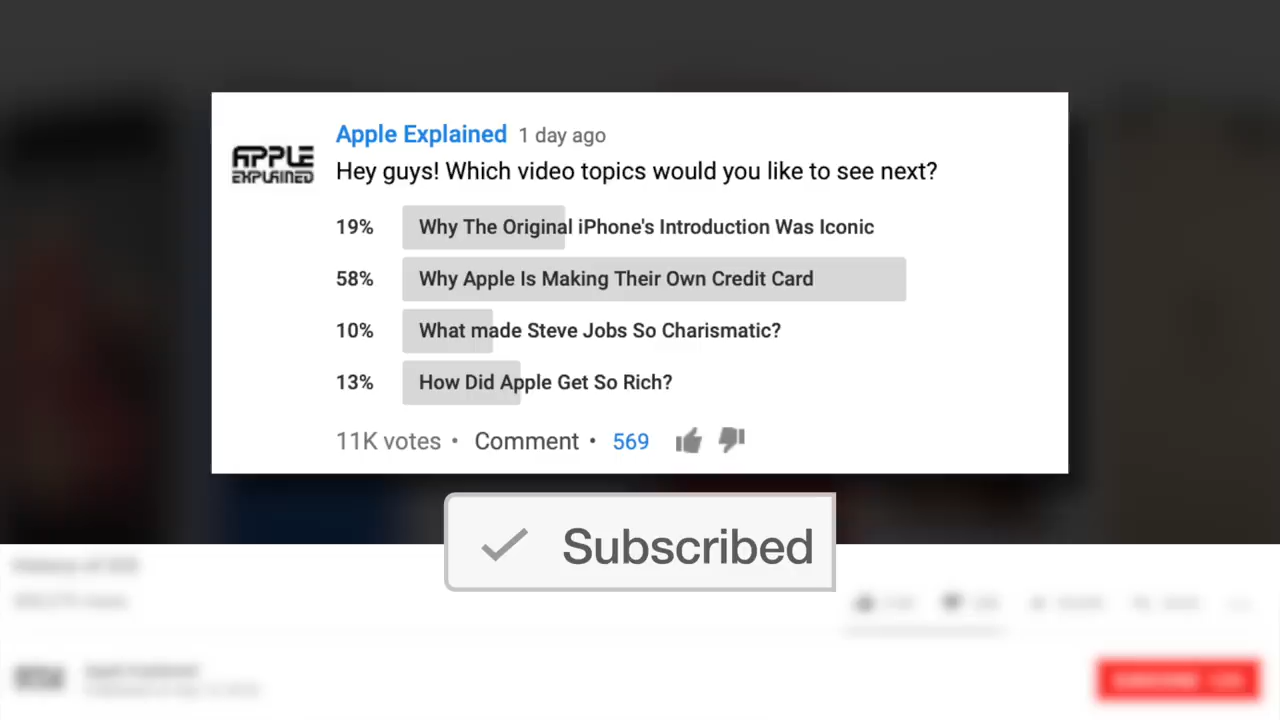 Apple Explained 1 day ago
APPLE
EXPLAINED
Hey guys! Which video topics would you like to see next?
19% Why The Original iPhone's Introduction Was Iconic
58% Why Apple Is Making Their Own Credit Card
10% What made Steve Jobs So Charismatic?
13% How Did Apple Get So Rich?
11K votes • Comment • 569
Subscribed